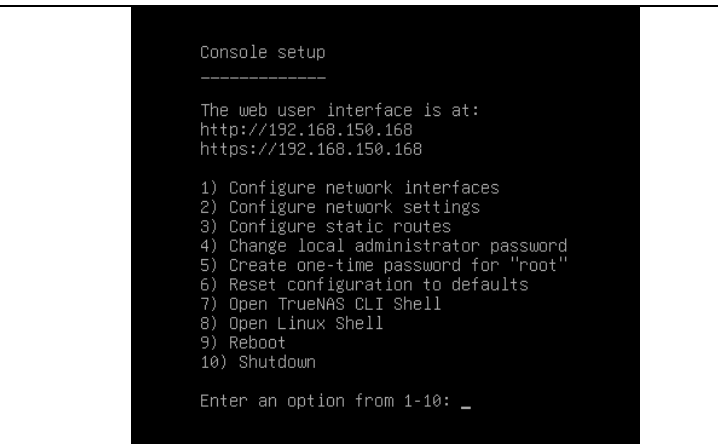 Console setup
-------------
The web user interface is at:
http://192.168.150.168
https://192.168.150.168
1) Configure network interfaces
2) Configure network settings
3) Configure static routes
4) Change local administrator password
5) Create one-time password for "root"
6) Reset configuration to defaults
7) Open TrueNAS CLI Shell
8) Open Linux Shell
9) Reboot
10) Shutdown
Enter an option from 1-10: _